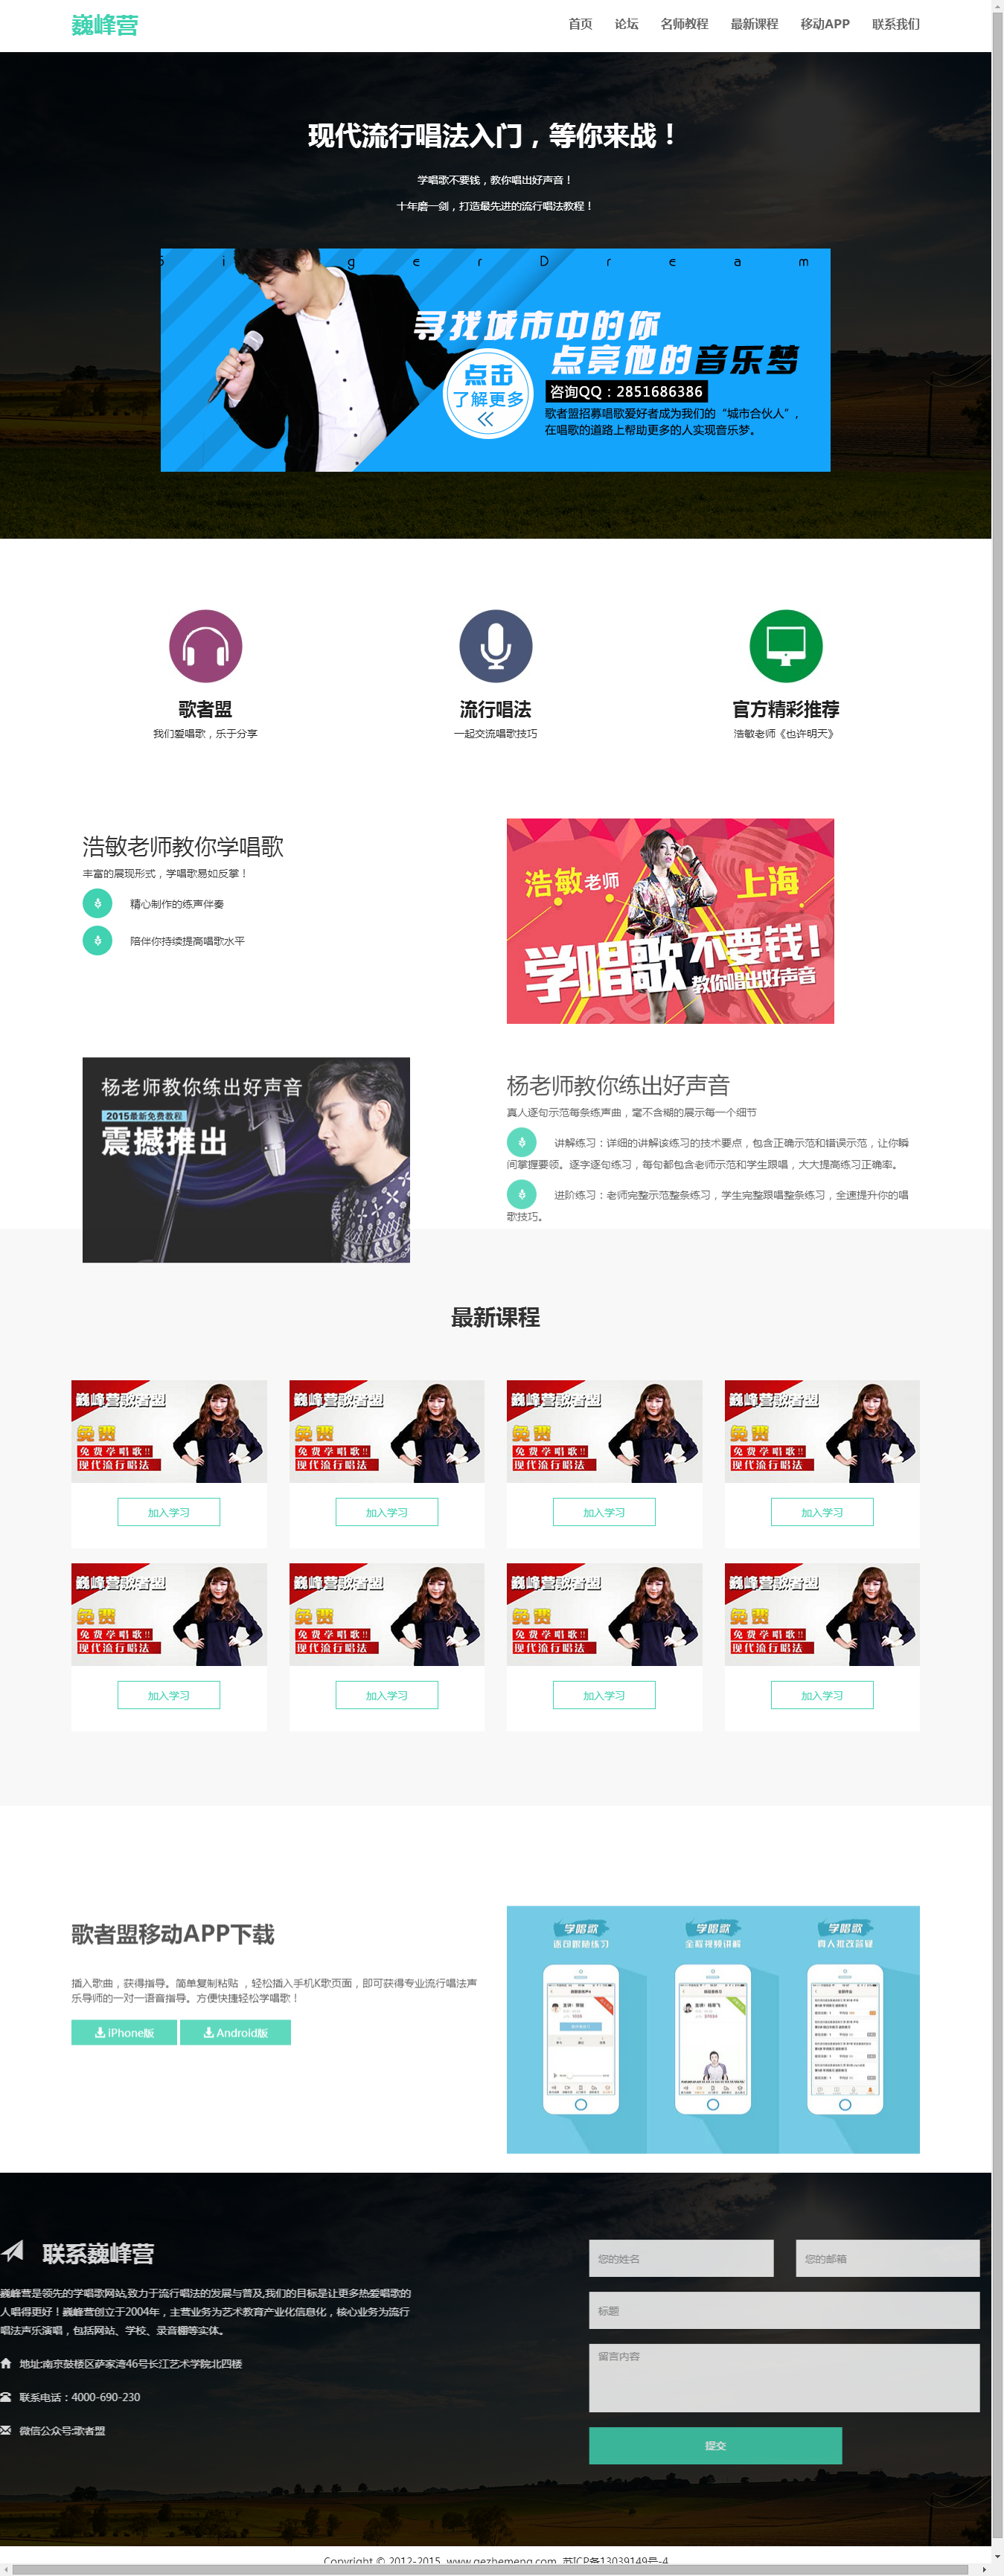 巍峰营
首页 论坛 名师教程 最新课程 移动APP 联系我们
现代流行唱法入门，等你来战！
学唱歌不要钱，教你唱出好声音！
十年磨一剑，打造最先进的流行唱法教程！
S i n g e r D r e a m
寻找城市中的你
点亮他的音乐梦
点击
了解更多
咨询QQ：2851686386
歌者盟招募唱歌爱好者成为我们的“城市合伙人”，
在唱歌的道路上帮助更多的人实现音乐梦。
歌者盟
我们爱唱歌，乐于分享
流行唱法
一起交流唱歌技巧
官方精彩推荐
浩敏老师《也许明天》
浩敏老师教你学唱歌
丰富的展现形式，学唱歌易如反掌！
精心制作的练声伴奏
陪伴你持续提高唱歌水平
浩敏老师
上海
学唱歌不要钱！
教你唱出好声音
杨老师教你练出好声音
2015最新免费教程
震撼推出
杨老师教你练出好声音
真人逐句示范每条练声曲，毫不含糊的展示每一个细节
讲解练习：详细的讲解该练习的技术要点，包含正确示范和错误示范，让你瞬
间掌握要领。逐字逐句练习，每句都包含老师示范和学生跟唱，大大提高练习正确率。
进阶练习：老师完整示范整条练习，学生完整跟唱整条练习，全速提升你的唱
歌技巧。
最新课程
巍峰营歌者盟 巍峰营歌者盟 巍峰营歌者盟 巍峰营歌者盟
免费 免费 免费 免费
免费学唱歌!! 免费学唱歌!! 免费学唱歌!! 免费学唱歌!!
现代流行唱法 现代流行唱法 现代流行唱法 现代流行唱法
加入学习 加入学习 加入学习 加入学习
巍峰营歌者盟 巍峰营歌者盟 巍峰营歌者盟 巍峰营歌者盟
免费 免费 免费 免费
免费学唱歌!! 免费学唱歌!! 免费学唱歌!! 免费学唱歌!!
现代流行唱法 现代流行唱法 现代流行唱法 现代流行唱法
加入学习 加入学习 加入学习 加入学习
歌者盟移动APP下载
插入歌曲，获得指导。简单复制粘贴 ，轻松插入手机K歌页面，即可获得专业流行唱法声
乐导师的一对一语音指导。方便快捷轻松学唱歌！
iPhone版 Android版
学唱歌 学唱歌 学唱歌
逐句跟随练习 全程视频讲解 真人批改答疑
联系巍峰营
巍峰营是领先的学唱歌网站,致力于流行唱法的发展与普及,我们的目标是让更多热爱唱歌的
人唱得更好！巍峰营创立于2004年，主营业务为艺术教育产业化信息化，核心业务为流行
唱法声乐演唱，包括网站、学校、录音棚等实体。
地址:南京鼓楼区萨家湾46号长江艺术学院北四楼
联系电话：4000-690-230
微信公众号:歌者盟
您的姓名 您的邮箱
标题
留言内容
提交
Copyright © 2012-2015 www.gezhemeng.com 苏ICP备13039149号-4